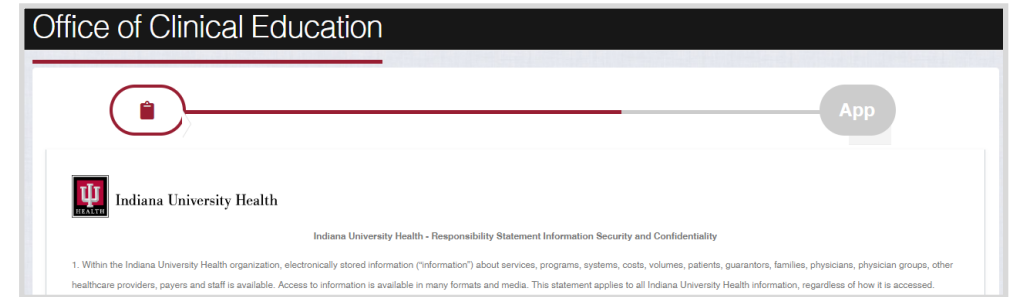 Office of Clinical Education
App
HEALTH
Indiana University Health
Indiana University Health - Responsibility Statement Information Security and Confidentiality
1. Within the Indiana University Health organization, electronically stored information ("information") about services, programs, systems, costs, volumes, patients, guarantors, families, physicians, physician groups, other
healthcare providers, payers and staff is available. Access to information is available in many formats and media. This statement applies to all Indiana University Health information, regardless of how it is accessed.